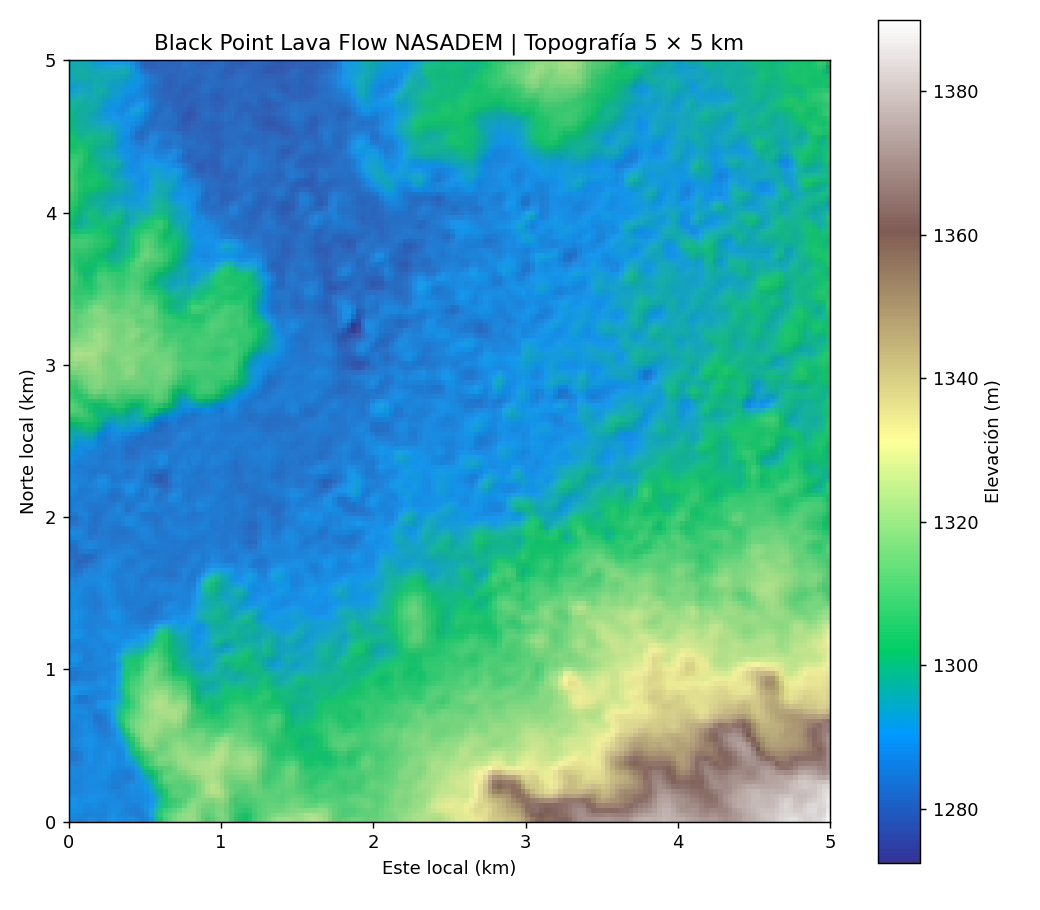 Black Point Lava Flow NASADEM | Topografía 5 × 5 km
5
4
3
2
1
0
Norte local (km)
0 1 2 3 4 5
Este local (km)
1380
1360
1340
1320
1300
1280
Elevación (m)